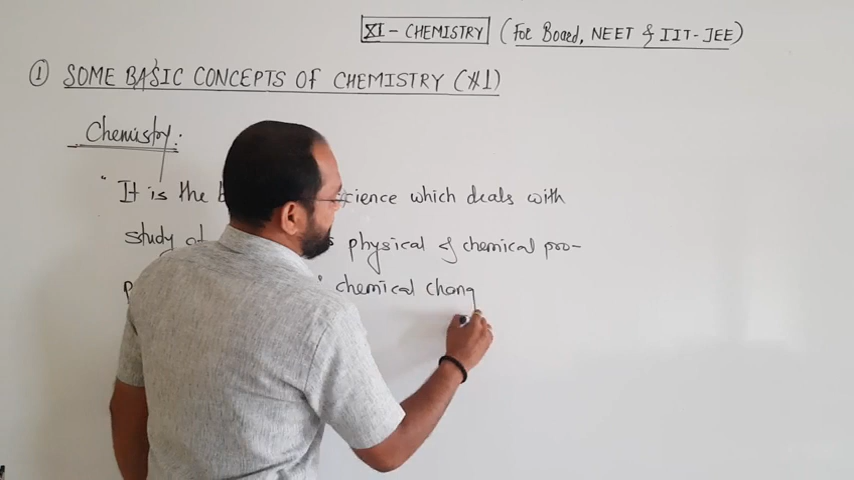 XI - CHEMISTRY (For Board, NEET & IIT-JEE)
① SOME BASIC CONCEPTS OF CHEMISTRY (#1)
Chemistry:
" It is the which deals with
study of physical & chemical pro-
chemical chang